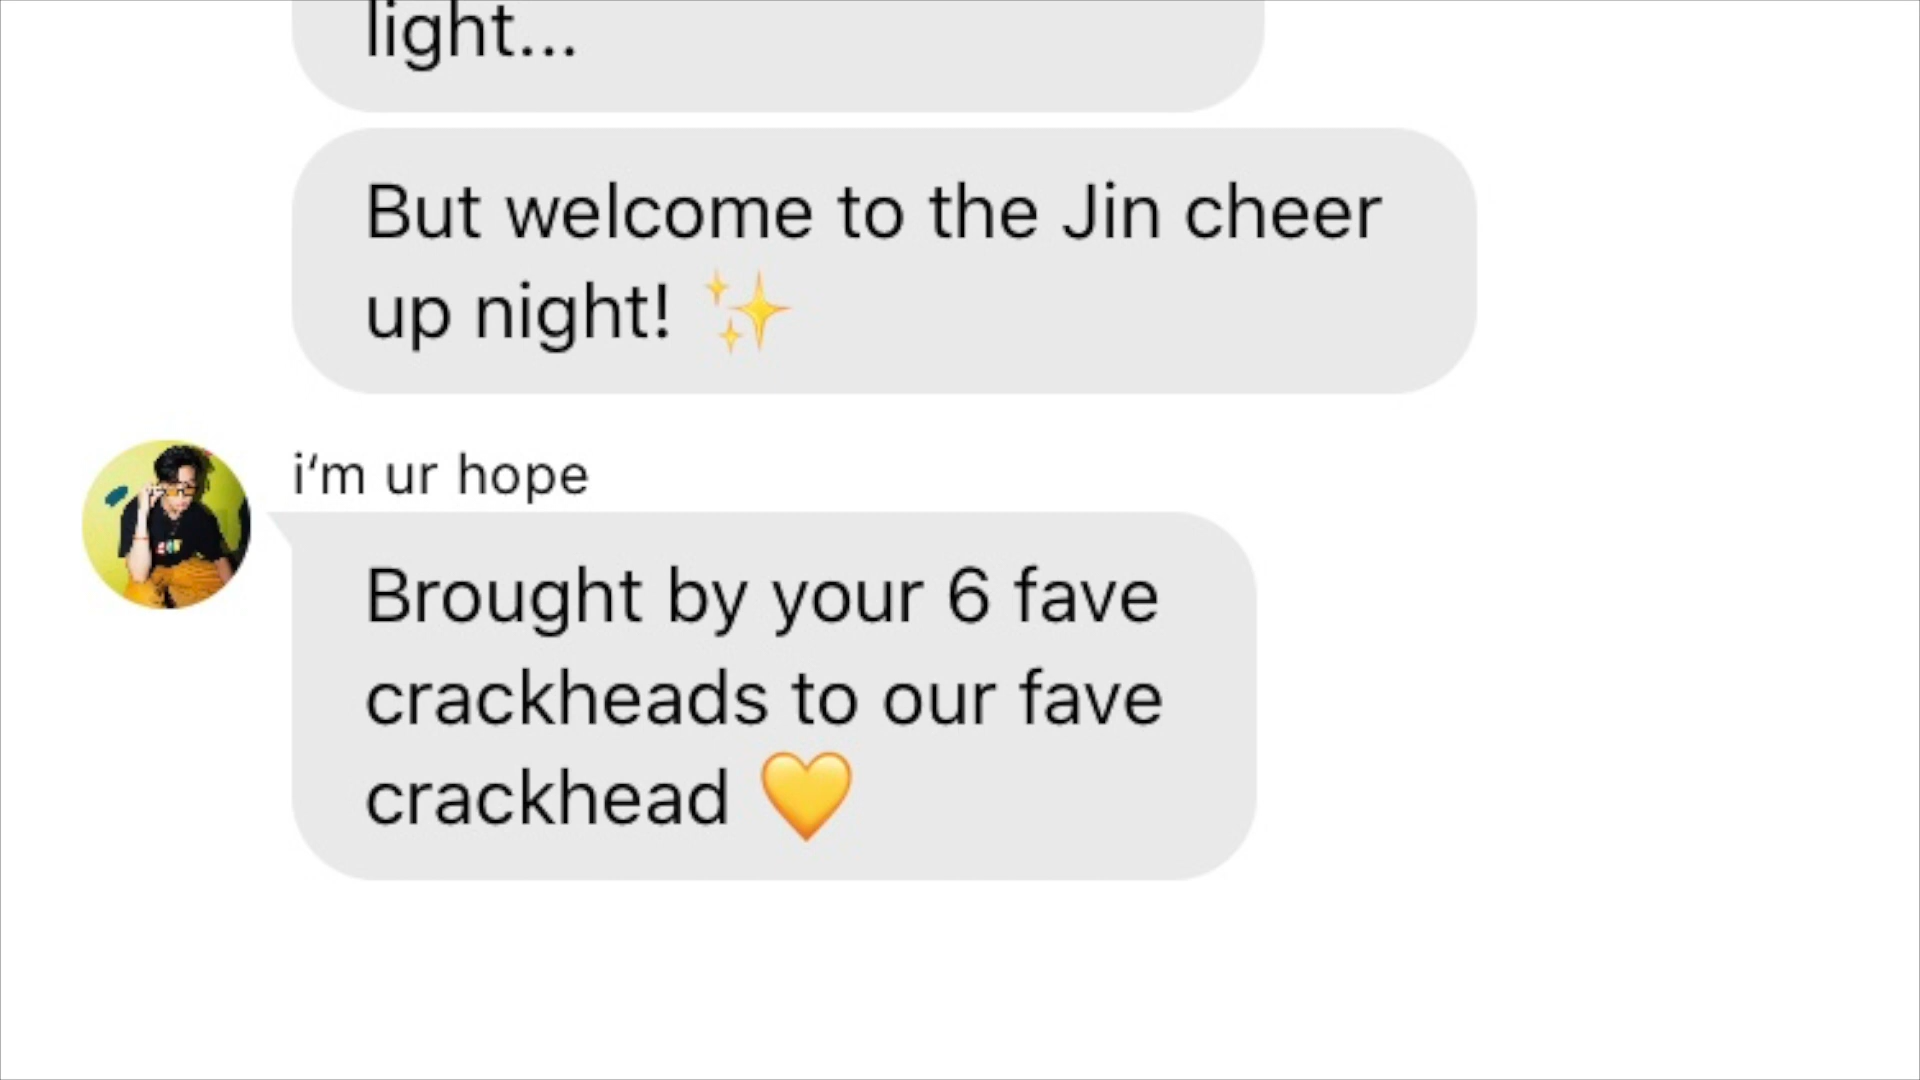 light...
But welcome to the Jin cheer
up night! ✨
i‘m ur hope
Brought by your 6 fave
crackheads to our fave
crackhead 💛